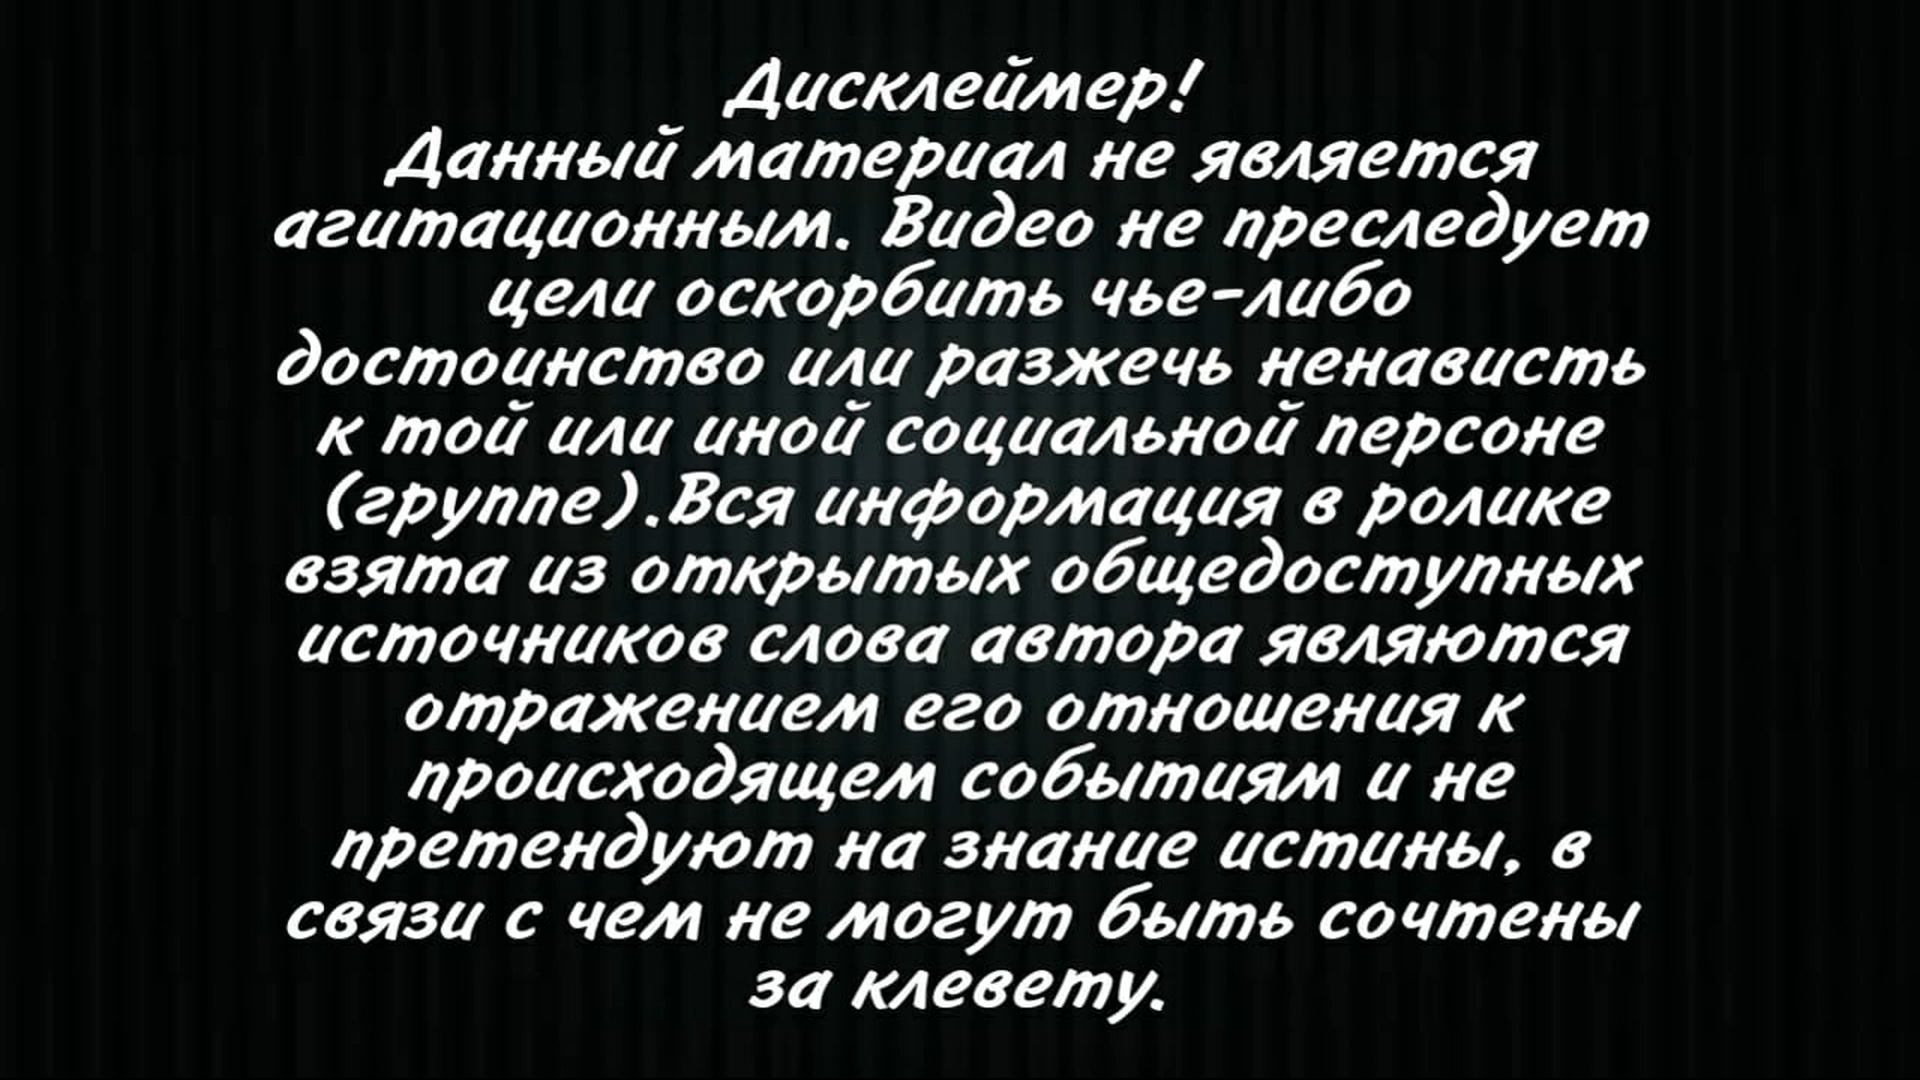 Дисклеймер!
Данный материал не является
агитационным. Видео не преследует
цели оскорбить чье-либо
достоинство или разжечь ненависть
к той или иной социальной персоне
(группе).Вся информация в ролике
взята из открытых общедоступных
источников слова автора являются
отражением его отношения к
происходящем событиям и не
претендуют на знание истины, в
связи с чем не могут быть сочтены
за клевету.